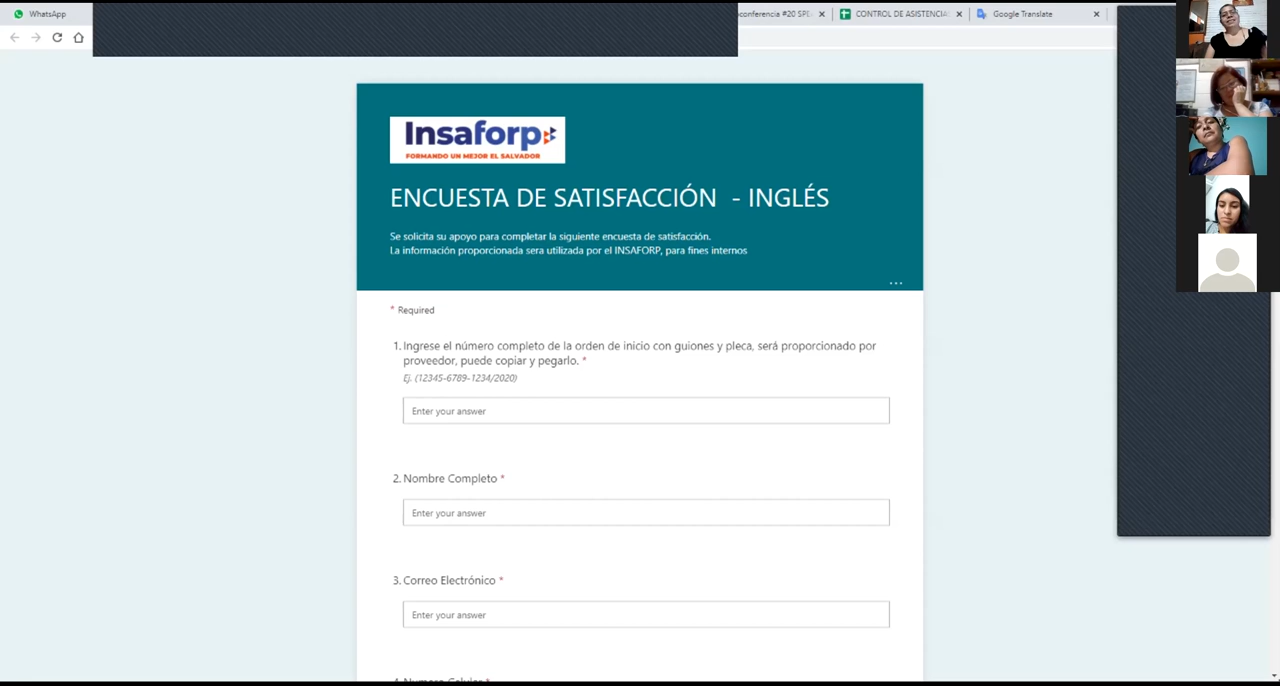 WhatsApp
conferencia #20 SPE
CONTROL DE ASISTENCIA
Google Translate
Insaforp
FORMANDO UN MEJOR EL SALVADOR
ENCUESTA DE SATISFACCIÓN - INGLÉS
Se solicita su apoyo para completar la siguiente encuesta de satisfacción.
La información proporcionada sera utilizada por el INSAFORP, para fines internos
...
* Required
1. Ingrese el número completo de la orden de inicio con guiones y pleca, será proporcionado por
proveedor, puede copiar y pegarlo. *
Ej. (12345-6789-1234/2020)
Enter your answer
2. Nombre Completo *
Enter your answer
3. Correo Electrónico *
Enter your answer
4. Numero Celular *